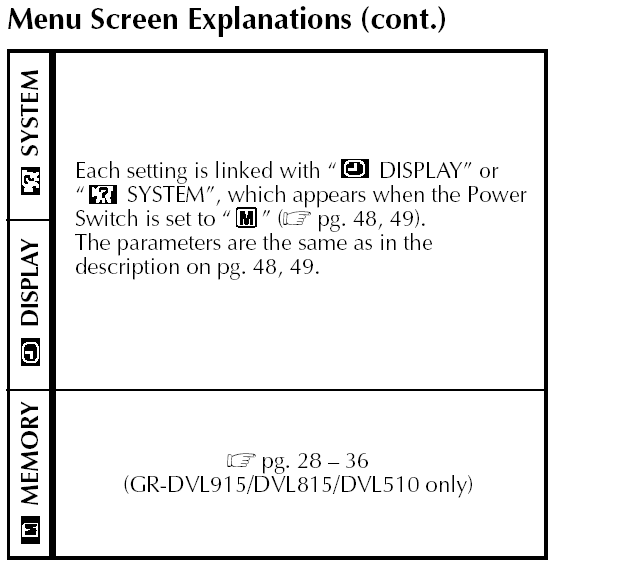 Menu Screen Explanations (cont.)
SYSTEM
Each setting is linked with “ DISPLAY” or
“ SYSTEM”, which appears when the Power
Switch is set to “ M ” (☞ pg. 48, 49).
The parameters are the same as in the
description on pg. 48, 49.
DISPLAY
MEMORY
☞ pg. 28 – 36
(GR-DVL915/DVL815/DVL510 only)